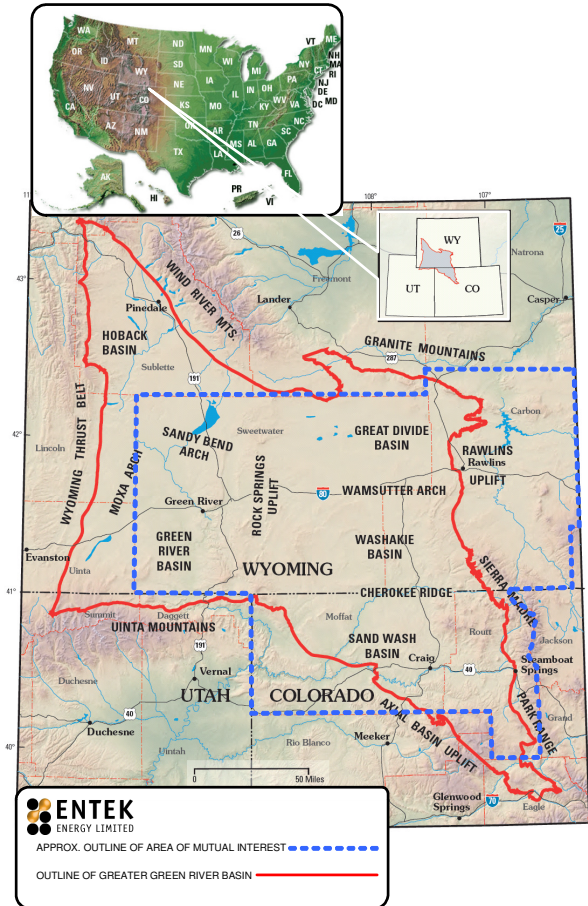 WA
OR
CA
ID
NV
AZ
MT
WY
UT
CO
NM
ND
SD
NE
KS
TX
MN
IA
MO
AR
LA
WI
IL
MS
MI
IN
OH
KY
TN
AL
GA
FL
SC
NC
VA
WV
PA
NY
VT
ME
NH
MA
CT
RI
NJ
DE
MD
DC
AK
HI
PR
VI
108°
107°
WY
UT
CO
25
Natrona
Casper
26
43°
WIND RIVER MTS.
Fremont
Lander
Pinedale
HOBACK
BASIN
Sublette
191
GRANITE MOUNTAINS
287
WYOMING THRUST BELT
Lincoln
42°
MOXA ARCH
SANDY BEND
ARCH
Sweetwater
GREAT DIVIDE
BASIN
Carbon
RAWLINS
Rawlins
UPLIFT
ROCK SPRINGS
UPLIFT
80
WAMSUTTER ARCH
Green River
GREEN
RIVER
BASIN
WASHAKIE
BASIN
Evanston
Uinta
WYOMING
SIERRA MADRE
41°
CHEROKEE RIDGE
Summit
Daggett
UINTA MOUNTAINS
Moffat
Routt
Jackson
SAND WASH
BASIN
191
Vernal
Craig
40
Steamboat
Springs
Duchesne
UTAH
COLORADO
40
Duchesne
AXIAL BASIN UPLIFT
PARK RANGE
Grand
40°
Uintah
Rio Blanco
Meeker
0
50 Miles
Glenwood
Springs
70
Eagle
ENTEK
ENERGY LIMITED
APPROX. OUTLINE OF AREA OF MUTUAL INTEREST
OUTLINE OF GREATER GREEN RIVER BASIN